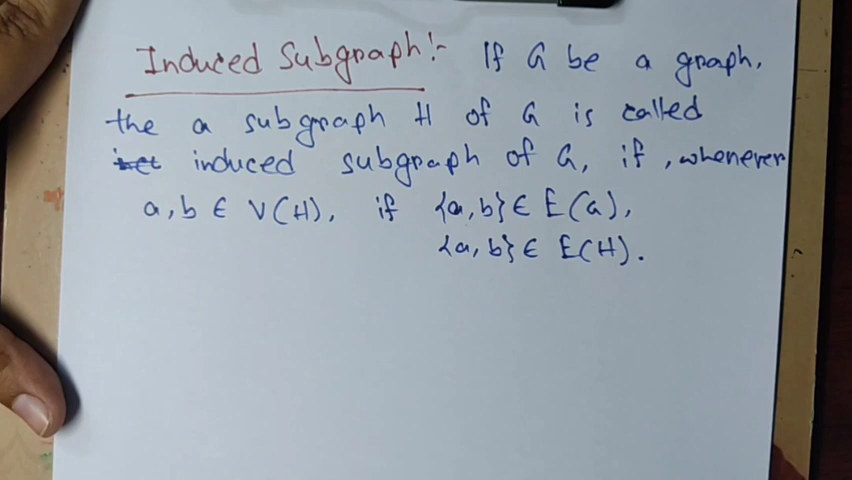 Induced Subgraph:- If G be a graph,
the a subgraph H of G is called
induced subgraph of G, if, whenever
a, b ∈ V(H), if {a, b} ∈ E(G),
{a, b} ∈ E(H).